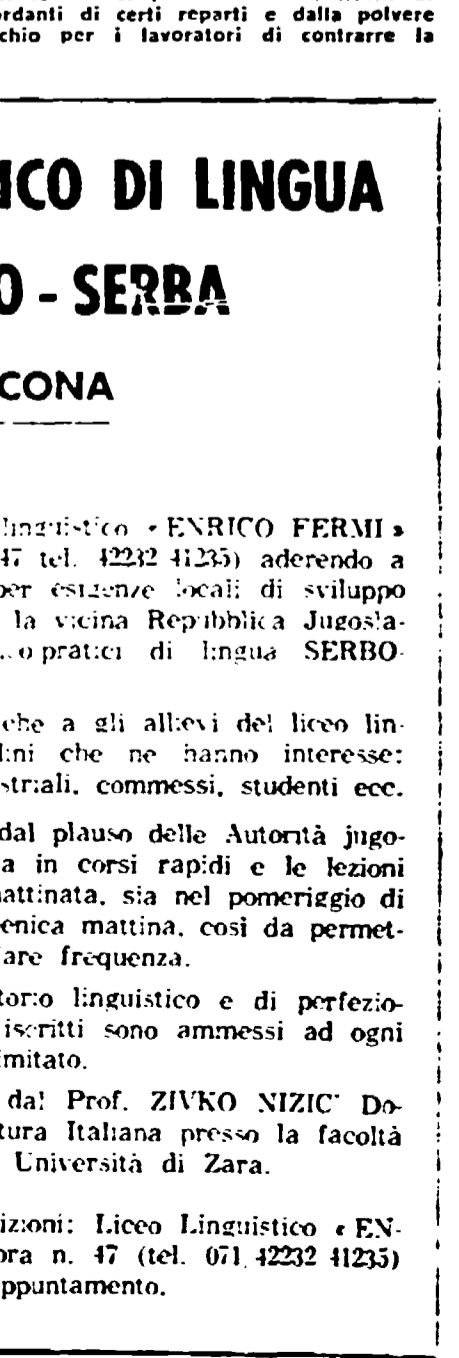 ordanti di certi reparti e dalla polvere
chio per i lavoratori di contrarre la
ICO DI LINGUA
O - SERBA
CONA
linguistico « ENRICO FERMI »
47 tel. 42232 41235) aderendo a
per esigenze locali di sviluppo
la vicina Repubblica Jugosla-
pratici di lingua SERBO-
che a gli allievi del liceo lin-
dini che ne hanno interesse:
striali, commessi, studenti ecc.
dal plauso delle Autorità jugo-
a in corsi rapidi e le lezioni
mattinata, sia nel pomeriggio di
enica mattina, così da permet-
are frequenza.
torio linguistico e di perfezio-
iscritti sono ammessi ad ogni
imitato.
dal Prof. ZIVKO NIZIC' Do-
tura Italiana presso la facoltà
Università di Zara.
izioni: Liceo Linguistico « EN-
ora n. 47 (tel. 071 42232 41235)
ppuntamento.